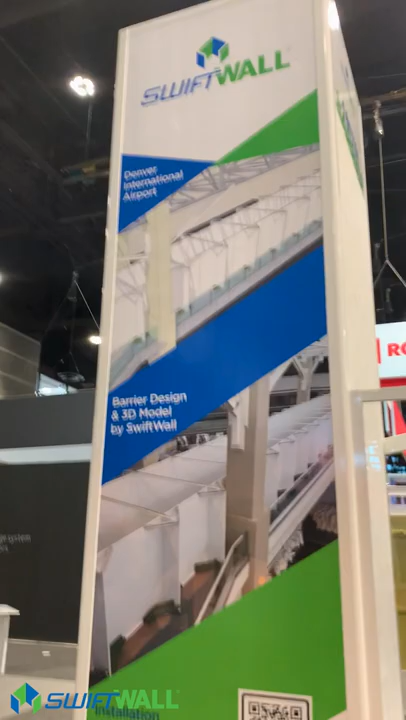 SWIFTWALL
Denver
International
Airport
Barrier Design
& 3D Model
by SwiftWall
Installation
SWIFTWALL